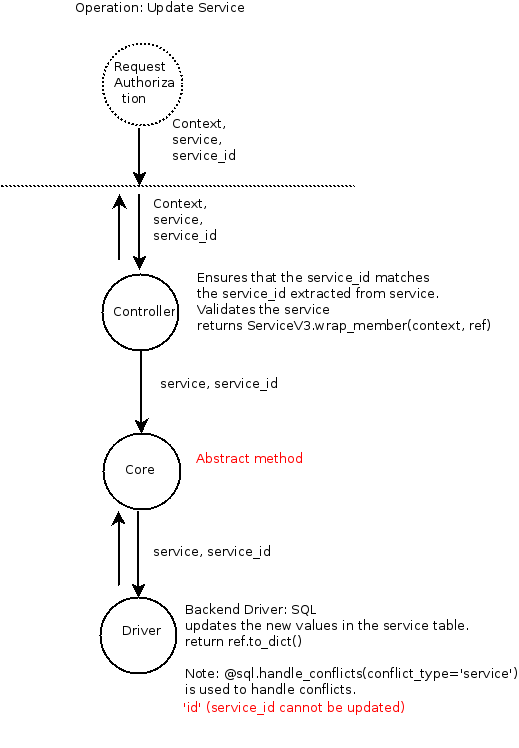 Operation: Update Service
Request
Authoriza
tion
Context,
service,
service_id
Context,
service,
service_id
Ensures that the service_id matches
the service_id extracted from service.
Validates the service
returns ServiceV3.wrap_member(context, ref)
Controller
service, service_id
Abstract method
Core
service, service_id
Backend Driver: SQL
updates the new values in the service table.
return ref.to_dict()
Driver
Note: @sql.handle_conflicts(conflict_type='service')
is used to handle conflicts.
'id' (service_id cannot be updated)